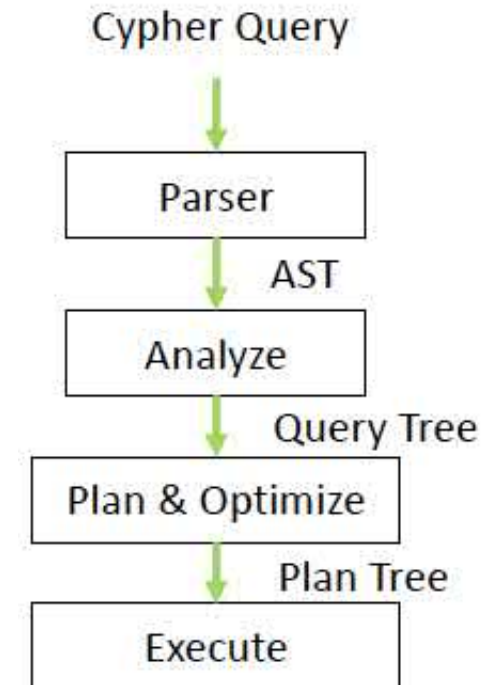 Cypher Query
Parser
AST
Analyze
Query Tree
Plan & Optimize
Plan Tree
Execute